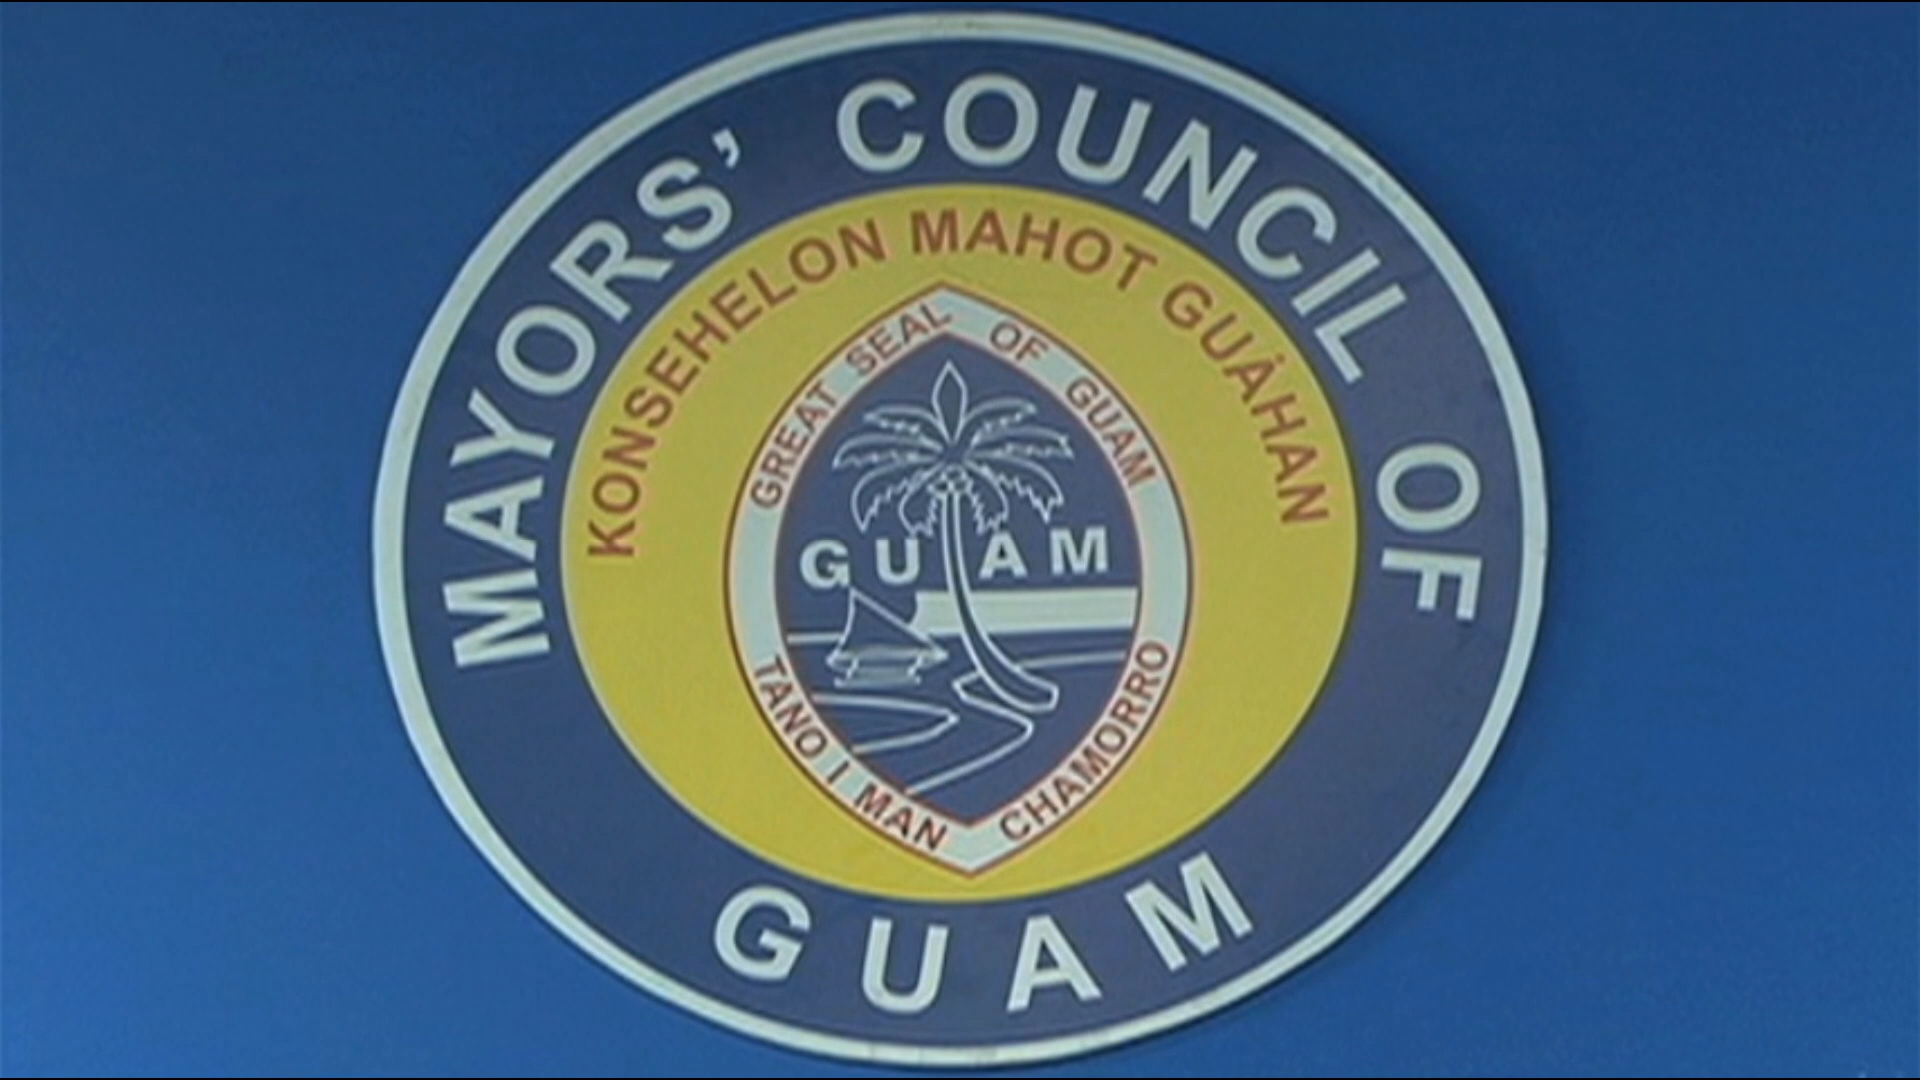 MAYORS' COUNCIL OF
GUAM
KONSEHELON MAHOT GUÅHAN
GREAT SEAL OF GUAM
GUAM
TANO I MAN CHAMORRO